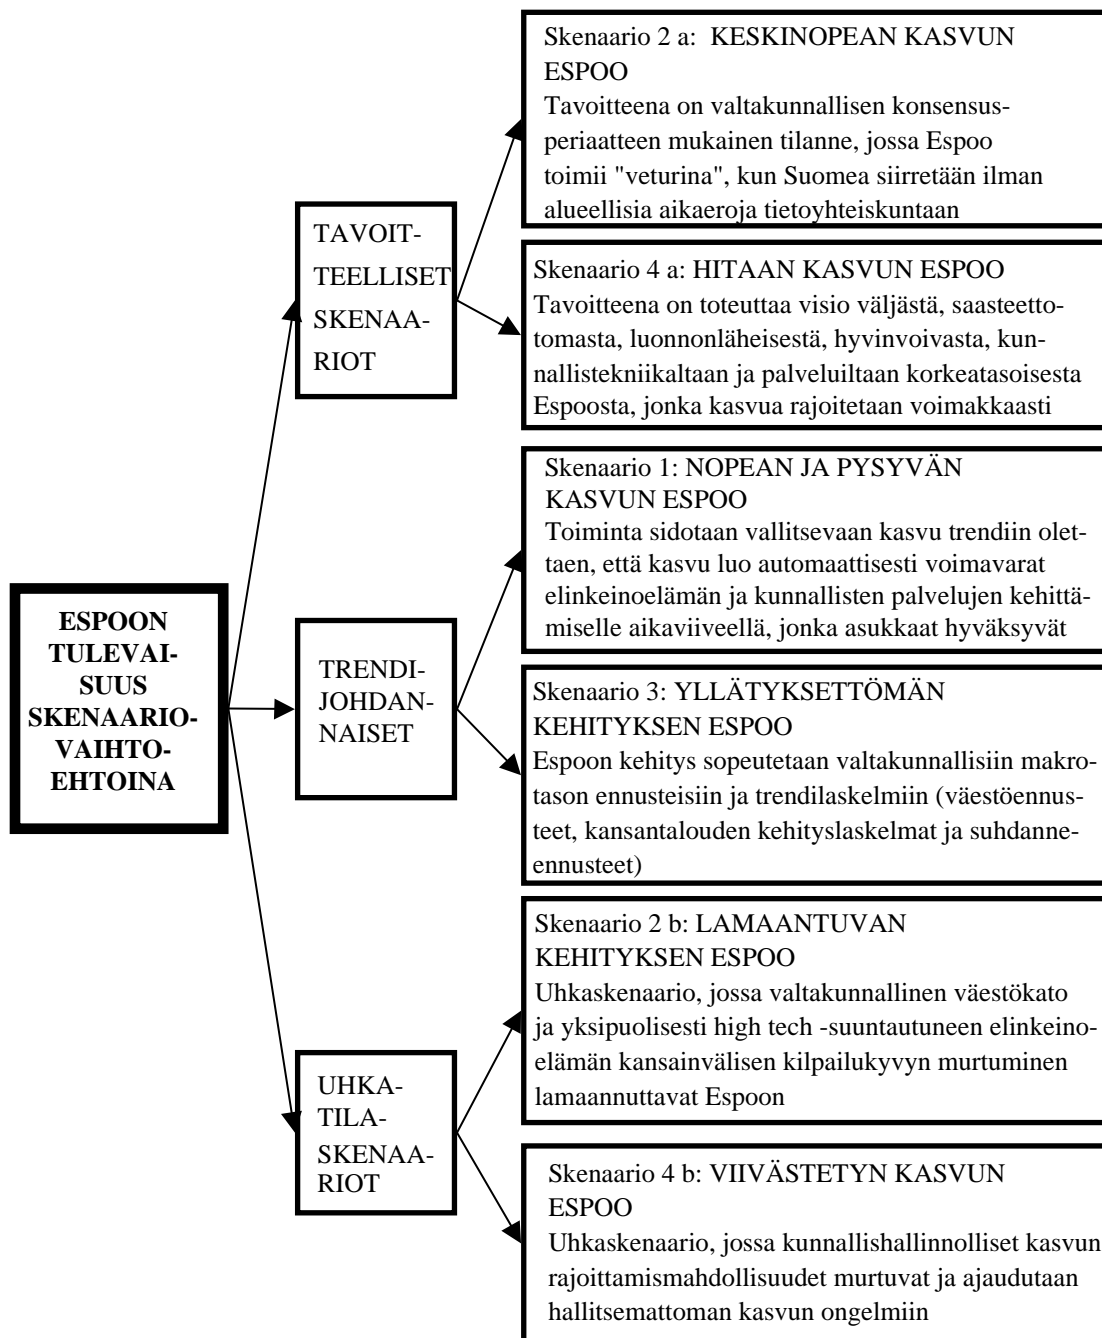 ESPOON
TULEVAI-
SUUS
SKENAARIO-
VAIHTO-
EHTOINA
TAVOIT-
TEELLISET
SKENAA-
RIOT
Skenaario 2 a:  KESKINOPEAN KASVUN
ESPOO
Tavoitteena on valtakunnallisen konsensus-
periaatteen mukainen tilanne, jossa Espoo
toimii "veturina", kun Suomea siirretään ilman
alueellisia aikaeroja tietoyhteiskuntaan
Skenaario 4 a: HITAAN KASVUN ESPOO
Tavoitteena on toteuttaa visio väljästä, saasteetto-
tomasta, luonnonläheisestä, hyvinvoivasta, kun-
nallistekniikaltaan ja palveluiltaan korkeatasoisesta
Espoosta, jonka kasvua rajoitetaan voimakkaasti
TRENDI-
JOHDAN-
NAISET
Skenaario 1: NOPEAN JA PYSYVÄN
KASVUN ESPOO
Toiminta sidotaan vallitsevaan kasvu trendiin olet-
taen, että kasvu luo automaattisesti voimavarat
elinkeinoelämän ja kunnallisten palvelujen kehittä-
miselle aikaviiveellä, jonka asukkaat hyväksyvät
Skenaario 3: YLLÄTYKSETTÖMÄN
KEHITYKSEN ESPOO
Espoon kehitys sopeutetaan valtakunnallisiin makro-
tason ennusteisiin ja trendilaskelmiin (väestöennus-
teet, kansantalouden kehityslaskelmat ja suhdanne-
ennusteet)
UHKA-
TILA-
SKENAA-
RIOT
Skenaario 2 b: LAMAANTUVAN
KEHITYKSEN ESPOO
Uhkaskenaario, jossa valtakunnallinen väestökato
ja yksipuolisesti high tech -suuntautuneen elinkeino-
elämän kansainvälisen kilpailukyvyn murtuminen
lamaannuttavat Espoon
Skenaario 4 b: VIIVÄSTETYN KASVUN
ESPOO
Uhkaskenaario, jossa kunnallishallinnolliset kasvun
rajoittamismahdollisuudet murtuvat ja ajaudutaan
hallitsemattoman kasvun ongelmiin